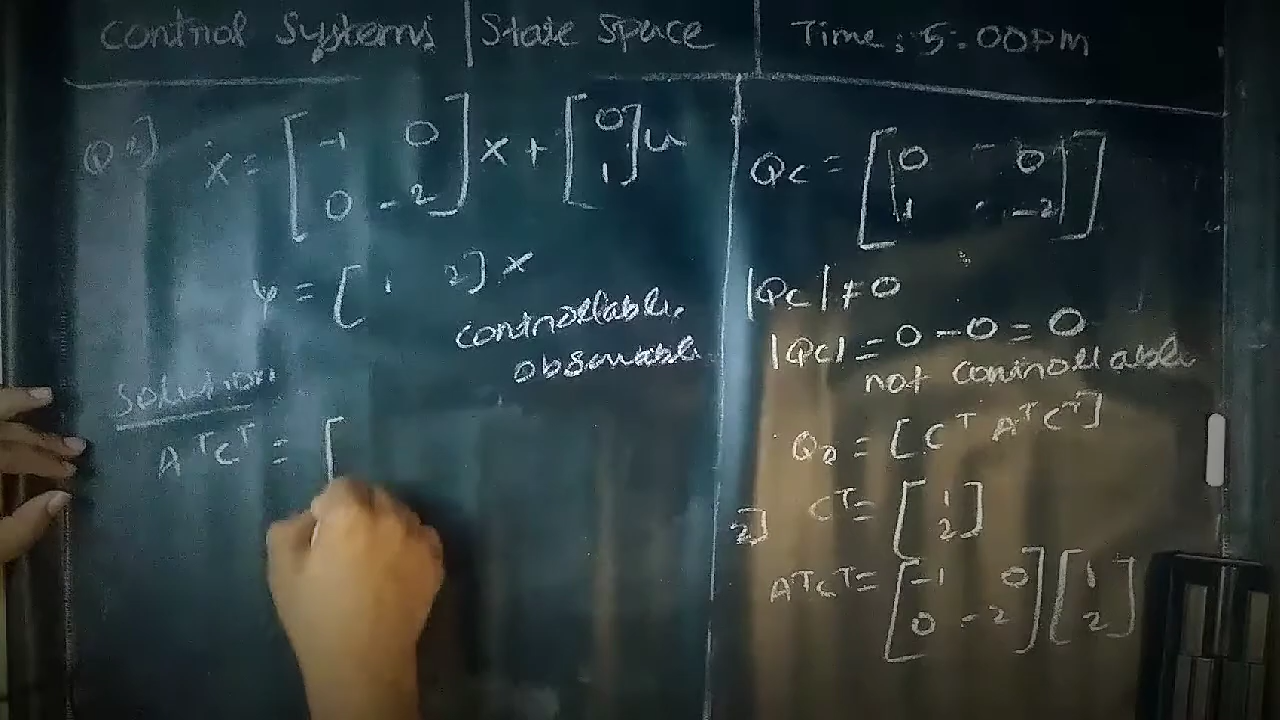 Control Systems | State Space | Time: 5:00PM
Q2] ẋ = [ -1 0 ; 0 -2 ] x + [ 0 ; 1 ] u
y = [ 1 2 ] x
controllable,
observable
Solution
AᵀCᵀ = [
Qc = [ 0 0 ; 1 -2 ]
|Qc| ≠ 0
|Qc| = 0 - 0 = 0
not controllable
Qo = [ Cᵀ AᵀCᵀ ]
2] Cᵀ = [ 1 ; 2 ]
AᵀCᵀ = [ -1 0 ; 0 -2 ] [ 1 ; 2 ]